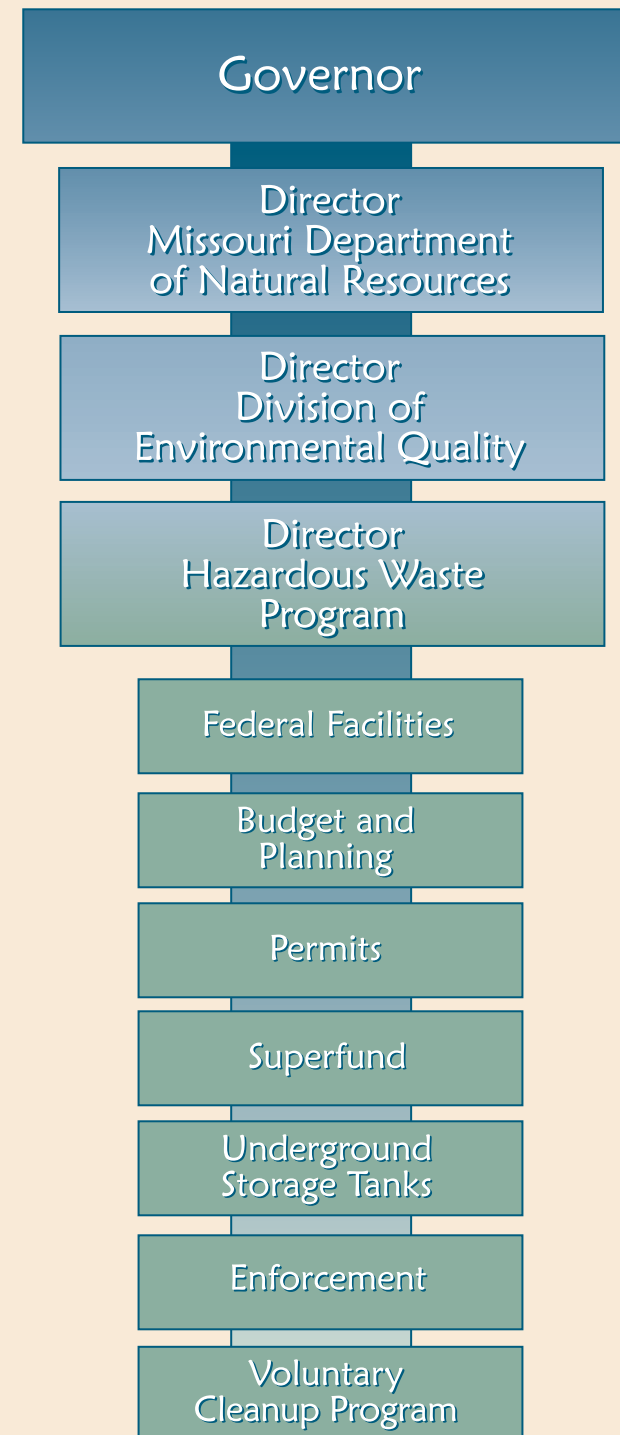 Governor
Director
Missouri Department
of Natural Resources
Director
Division of
Environmental Quality
Director
Hazardous Waste
Program
Federal Facilities
Budget and
Planning
Permits
Superfund
Underground
Storage Tanks
Enforcement
Voluntary
Cleanup Program